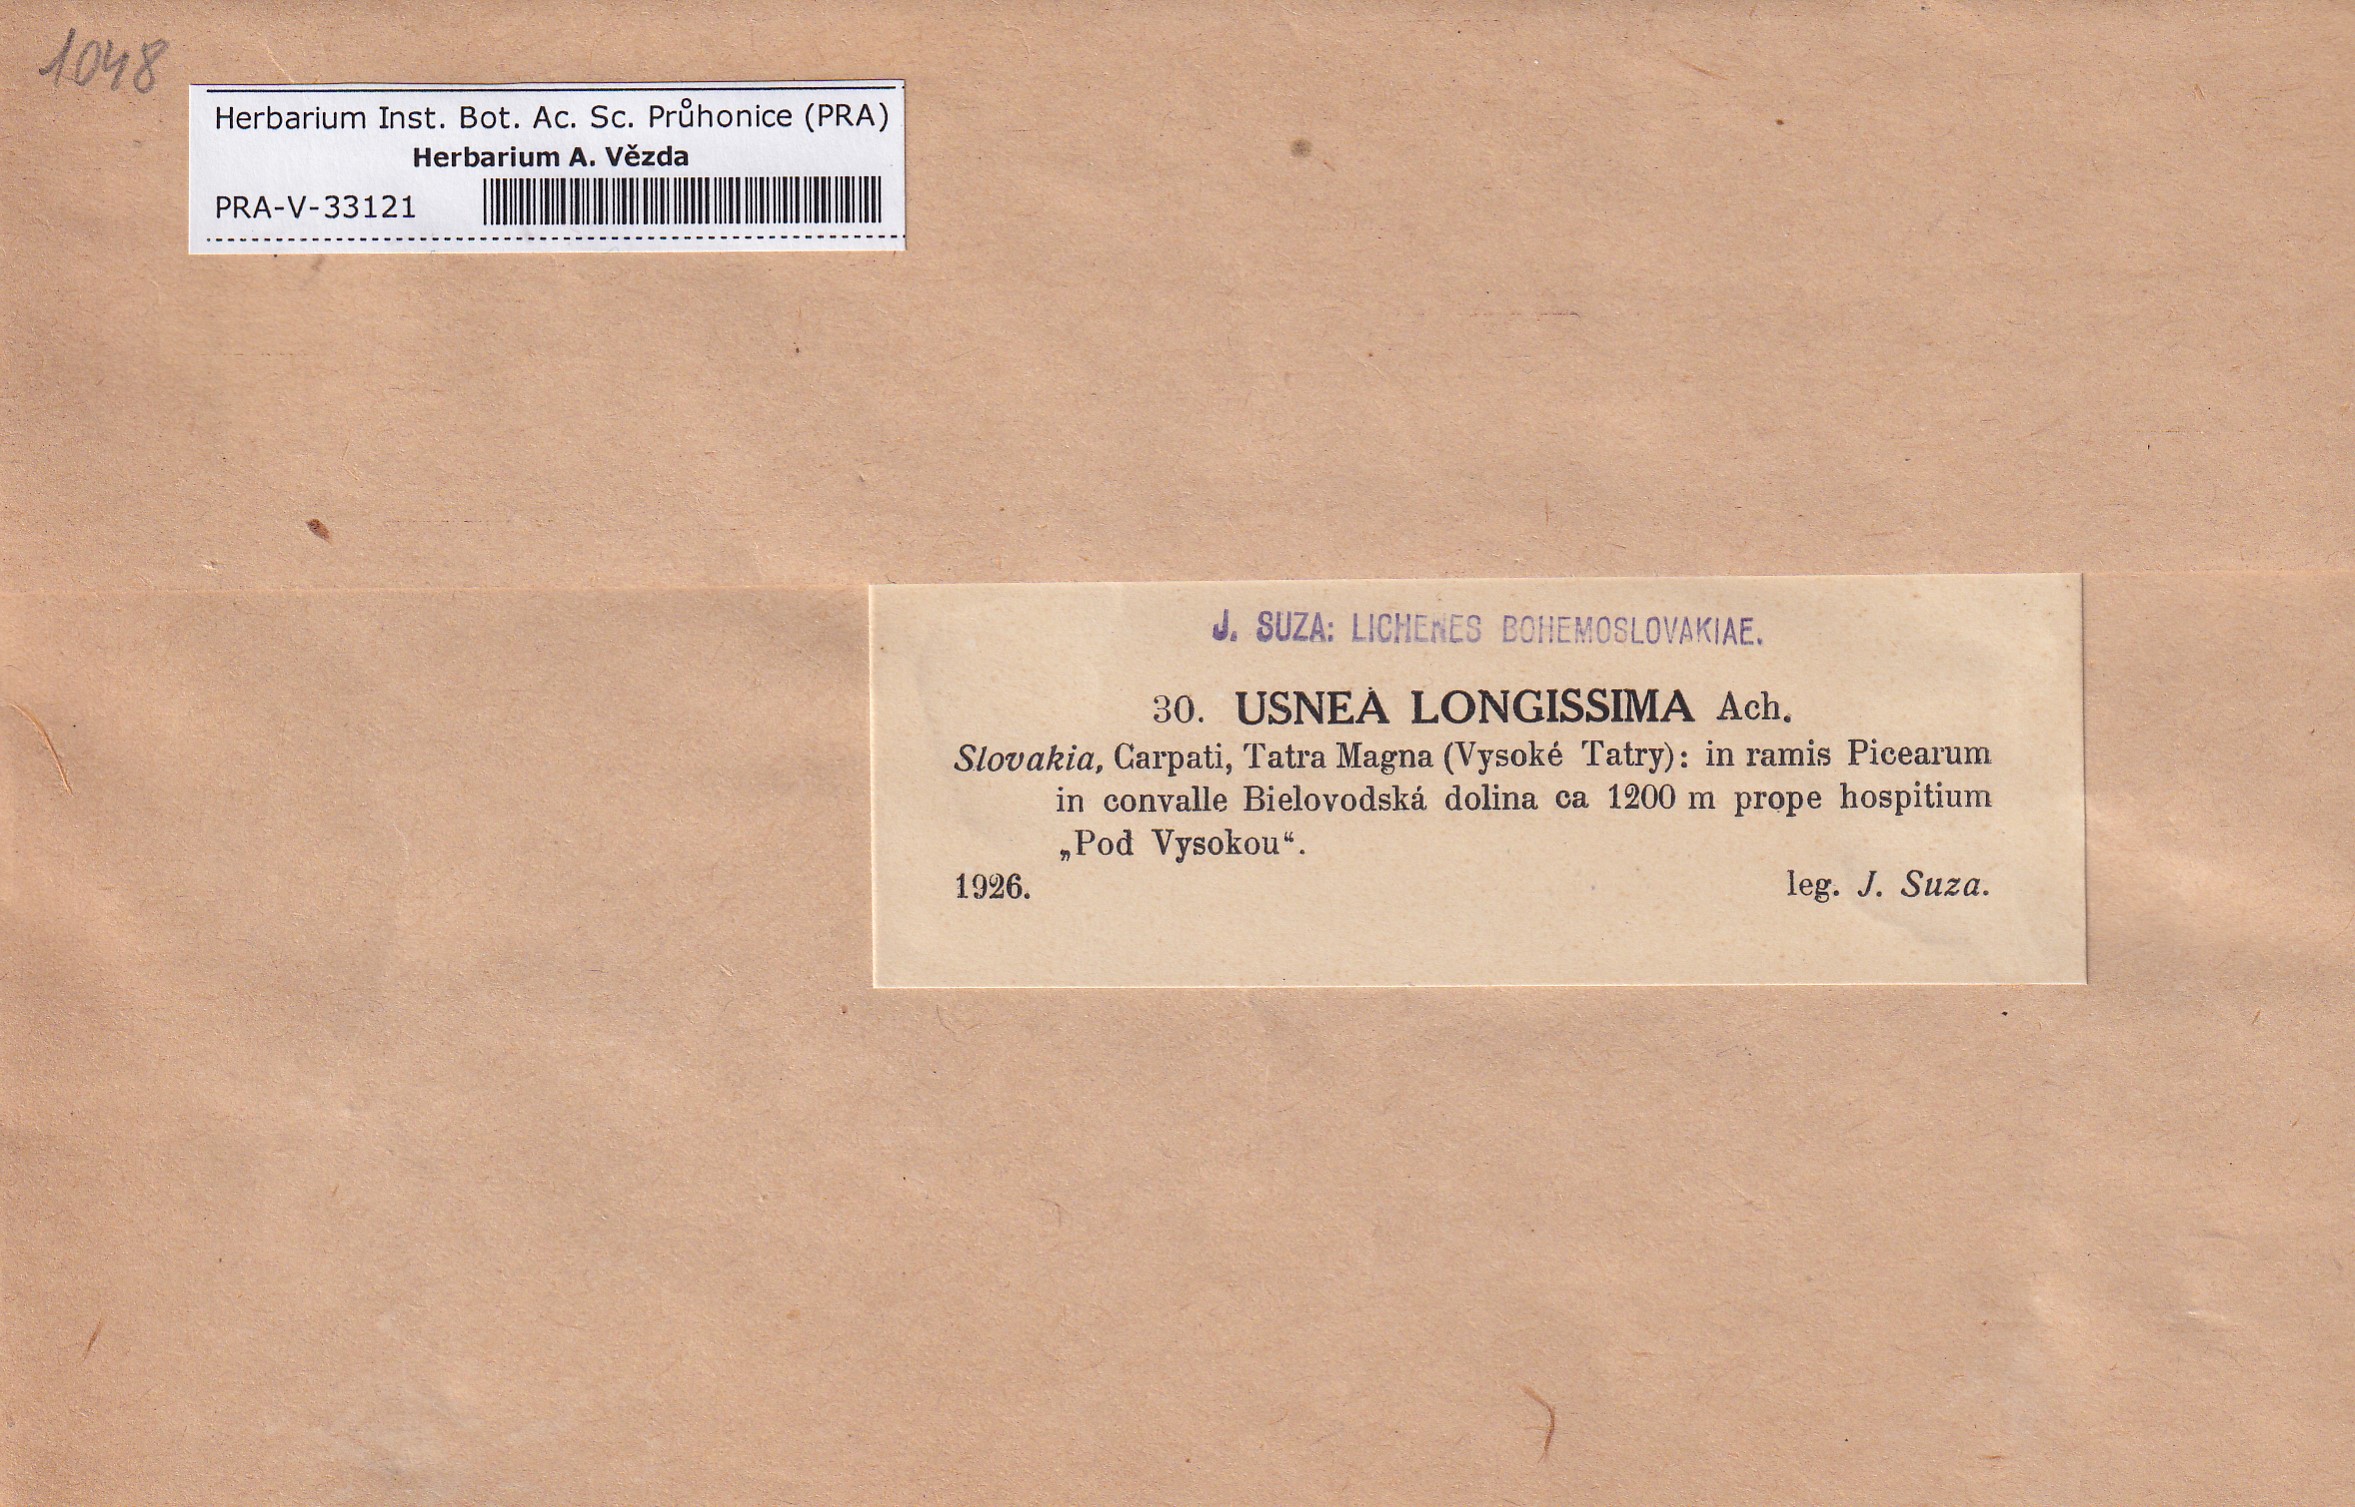 1048
Herbarium Inst. Bot. Ac. Sc. Průhonice (PRA)
Herbarium A. Vězda
PRA-V-33121
J. SUZA: LICHENES BOHEMOSLOVAKIAE.
30. USNEA LONGISSIMA Ach.
Slovakia, Carpati, Tatra Magna (Vysoké Tatry): in ramis Picearum
in convalle Bielovodská dolina ca 1200 m prope hospitium
„Pod Vysokou“.
1926. leg. J. Suza.